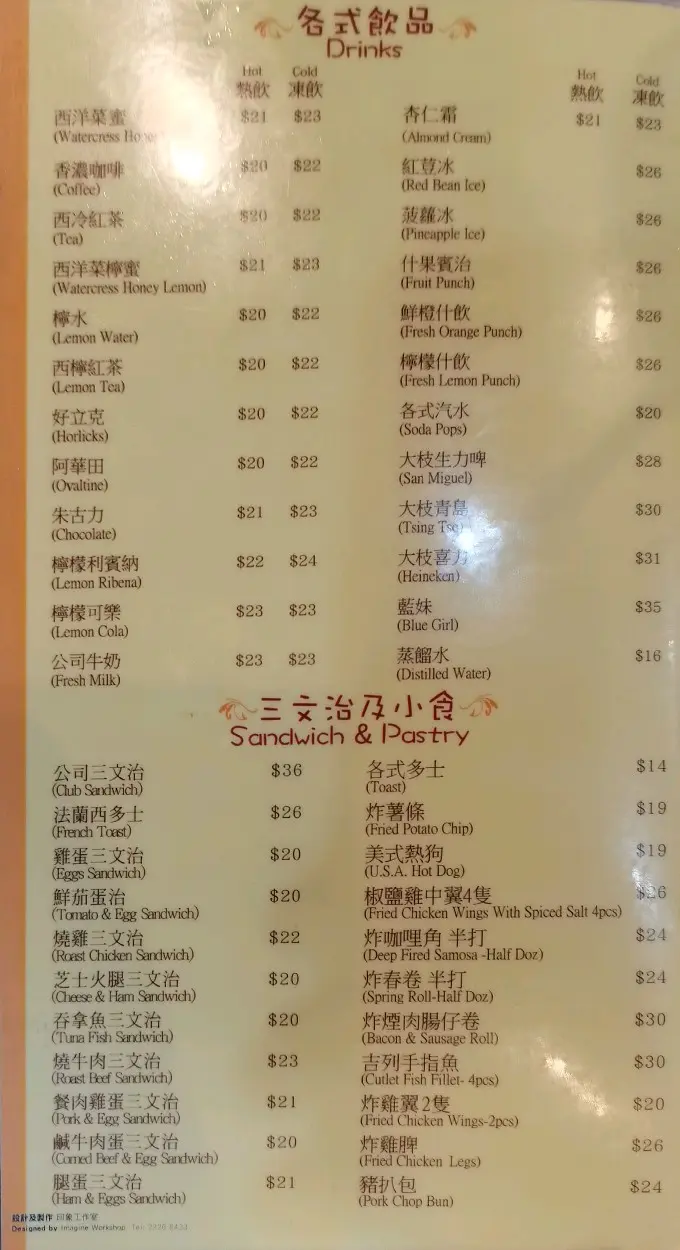 各式飲品
Drinks
Hot Cold
熱飲 凍飲
西洋菜蜜 $21 $23
(Watercress
香濃咖啡 $20 $22
(Coffee)
西冷紅茶 $20 $22
(Tea)
西洋菜檸蜜 $21 $23
(Watercress Honey Lemon)
檸水 $20 $22
(Lemon Water)
西檸紅茶 $20 $22
(Lemon Tea)
好立克 $20 $22
(Horlicks)
阿華田 $20 $22
(Ovaltine)
朱古力 $21 $23
(Chocolate)
檸檬利賓納 $22 $24
(Lemon Ribena)
檸檬可樂 $23 $23
(Lemon Cola)
公司牛奶 $23 $23
(Fresh Milk)
Hot Cold
熱飲 凍飲
杏仁霜 $21 $23
(Almond Cream)
紅荳冰 $26
(Red Bean Ice)
菠蘿冰 $26
(Pineapple Ice)
什果賓治 $26
(Fruit Punch)
鮮橙什飲 $26
(Fresh Orange Punch)
檸檬什飲 $26
(Fresh Lemon Punch)
各式汽水 $20
(Soda Pops)
大枝生力啤 $28
(San Miguel)
大枝青島 $30
(Tsing Tso)
大枝喜力 $31
(Heineken)
藍妹 $35
(Blue Girl)
蒸餾水 $16
(Distilled Water)
三文治及小食
Sandwich & Pastry
公司三文治 $36
(Club Sandwich)
法蘭西多士 $26
(French Toast)
雞蛋三文治 $20
(Eggs Sandwich)
鮮茄蛋治 $20
(Tomato & Egg Sandwich)
燒雞三文治 $22
(Roast Chicken Sandwich)
芝士火腿三文治 $20
(Cheese & Ham Sandwich)
吞拿魚三文治 $20
(Tuna Fish Sandwich)
燒牛肉三文治 $23
(Roast Beef Sandwich)
餐肉雞蛋三文治 $21
(Pork & Egg Sandwich)
鹹牛肉蛋三文治 $20
(Corned Beef & Egg Sandwich)
腿蛋三文治 $21
(Ham & Eggs Sandwich)
各式多士 $14
(Toast)
炸薯條 $19
(Fried Potato Chip)
美式熱狗 $19
(U.S.A. Hot Dog)
椒鹽雞中翼4隻 $26
(Fried Chicken Wings With Spiced Salt 4pcs)
炸咖哩角 半打 $24
(Deep Fired Samosa -Half Doz)
炸春卷 半打 $24
(Spring Roll-Half Doz)
炸煙肉腸仔卷 $30
(Bacon & Sausage Roll)
吉列手指魚 $30
(Cutlet Fish Fillet- 4pcs)
炸雞翼2隻 $20
(Fried Chicken Wings-2pcs)
炸雞脾 $26
(Fried Chicken Legs)
豬扒包 $24
(Pork Chop Bun)
設計及製作 印象工作室
Designed by Imagine Workshop